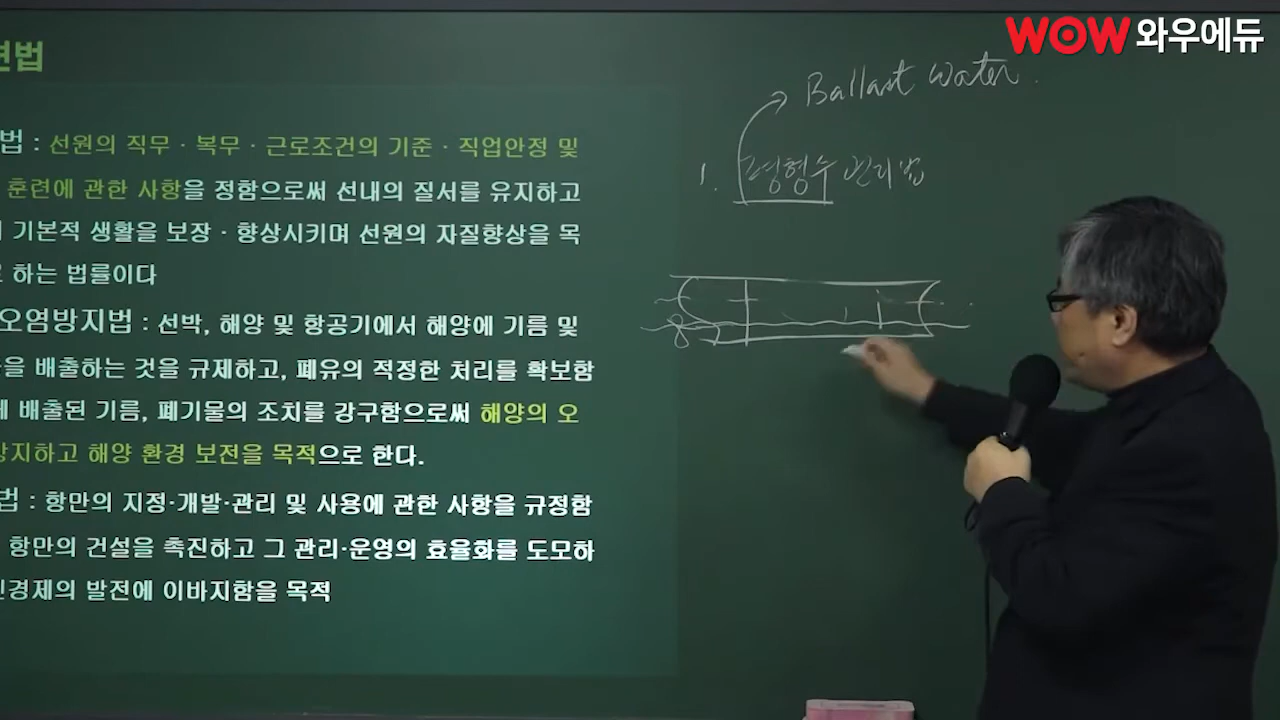 WOW 와우에듀
련법
법 : 선원의 직무 · 복무 · 근로조건의 기준 · 직업안정 및
훈련에 관한 사항을 정함으로써 선내의 질서를 유지하고
기본적 생활을 보장 · 향상시키며 선원의 자질향상을 목
하는 법률이다
오염방지법 : 선박, 해양 및 항공기에서 해양에 기름 및
을 배출하는 것을 규제하고, 폐유의 적정한 처리를 확보함
배출된 기름, 폐기물의 조치를 강구함으로써 해양의 오
방지하고 해양 환경 보전을 목적으로 한다.
법 : 항만의 지정·개발·관리 및 사용에 관한 사항을 규정함
항만의 건설을 촉진하고 그 관리·운영의 효율화를 도모하
민경제의 발전에 이바지함을 목적
Ballast water.
1. 평형수 관리법